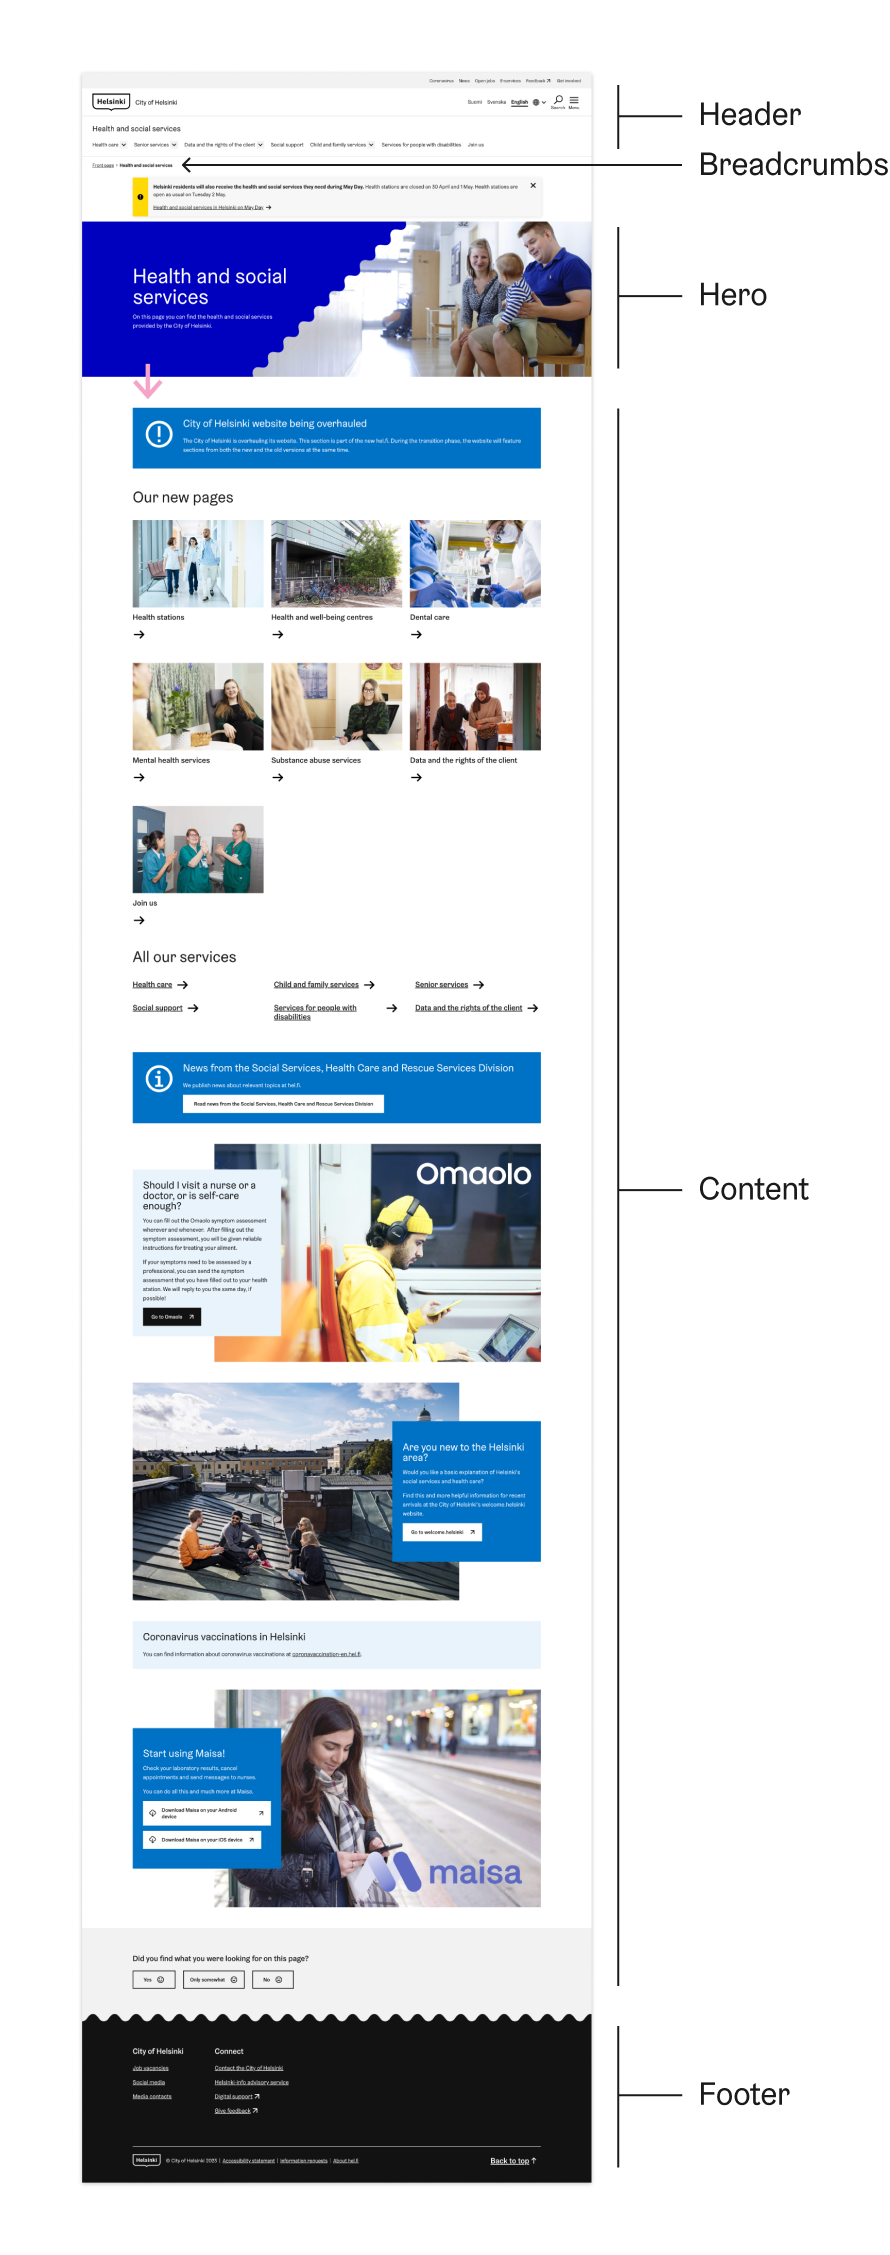 Coronavirus News Open jobs E-services Feedback Get involved
Helsinki City of Helsinki
Suomi Svenska English
Search Menu
Health and social services
Health care Senior services Data and the rights of the client Social support Child and family services Services for people with disabilities Join us
Front page › Health and social services
Helsinki residents will also receive the health and social services they need during May Day. Health stations are closed on 30 April and 1 May. Health stations are
open as usual on Tuesday 2 May.
Health and social services in Helsinki on May Day
Health and social
services
On this page you can find the health and social services
provided by the City of Helsinki.
Header
Breadcrumbs
Hero
City of Helsinki website being overhauled
The City of Helsinki is overhauling its website. This section is part of the new hel.fi. During the transition phase, the website will feature
sections from both the new and the old versions at the same time.
Our new pages
Health stations
Health and well-being centres
Dental care
Mental health services
Substance abuse services
Data and the rights of the client
Join us
All our services
Health care
Child and family services
Senior services
Social support
Services for people with
disabilities
Data and the rights of the client
News from the Social Services, Health Care and Rescue Services Division
We publish news about relevant topics at hel.fi.
Read news from the Social Services, Health Care and Rescue Services Division
Omaolo
Should I visit a nurse or a
doctor, or is self-care
enough?
You can fill out the Omaolo symptom assessment
wherever and whenever. After filling out the
symptom assessment, you will be given reliable
instructions for treating your ailment.
If your symptoms need to be assessed by a
professional, you can send the symptom
assessment that you have filled out to your health
station. We will reply to you the same day, if
possible!
Go to Omaolo
Content
Are you new to the Helsinki
area?
Would you like a basic explanation of Helsinki's
social services and health care?
Find this and more helpful information for recent
arrivals at the City of Helsinki's welcome.helsinki
website.
Go to welcome.helsinki
Coronavirus vaccinations in Helsinki
You can find information about coronavirus vaccinations at coronavaccination-en.hel.fi.
Start using Maisa!
Check your laboratory results, cancel
appointments and send messages to nurses.
You can do all this and much more at Maisa.
Download Maisa on your Android
device
Download Maisa on your iOS device
maisa
Did you find what you were looking for on this page?
Yes
Only somewhat
No
City of Helsinki
Job vacancies
Social media
Media contacts
Connect
Contact the City of Helsinki
Helsinki-info advisory service
Digital support
Give feedback
Footer
Helsinki © City of Helsinki 2023 | Accessibility statement | Information requests | About hel.fi
Back to top